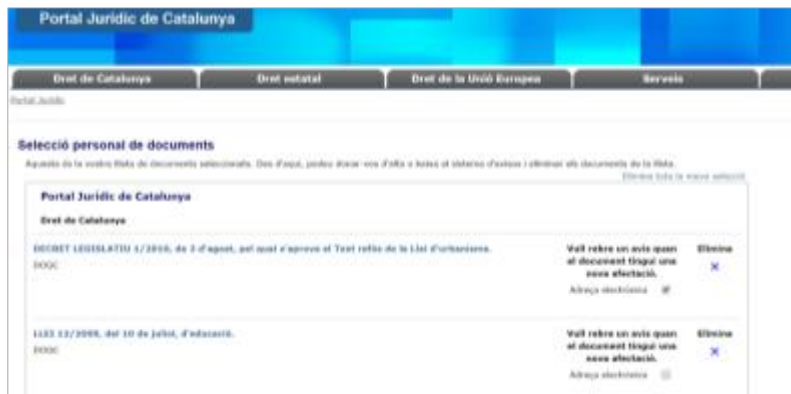 Portal Jurídic de Catalunya
Dret de Catalunya
Dret estatal
Dret de la Unió Europea
Serveis
Portal Jurídic
Selecció personal de documents
Aquesta és la vostra llista de documents seleccionats. Des d'aquí, podeu donar-vos d'alta o baixa al sistema d'avisos i eliminar els documents de la llista.
Elimina tota la meva selecció
Portal Jurídic de Catalunya
Dret de Catalunya
DECRET LEGISLATIU 1/2010, de 3 d'agost, pel qual s'aprova el Text refós de la Llei d'urbanisme.
DOGC
Vull rebre un avís quan
el document tingui una
nova afectació.
Adreça electrònica
Elimina
LLEI 12/2009, del 10 de juliol, d'educació.
DOGC
Vull rebre un avís quan
el document tingui una
nova afectació.
Adreça electrònica
Elimina